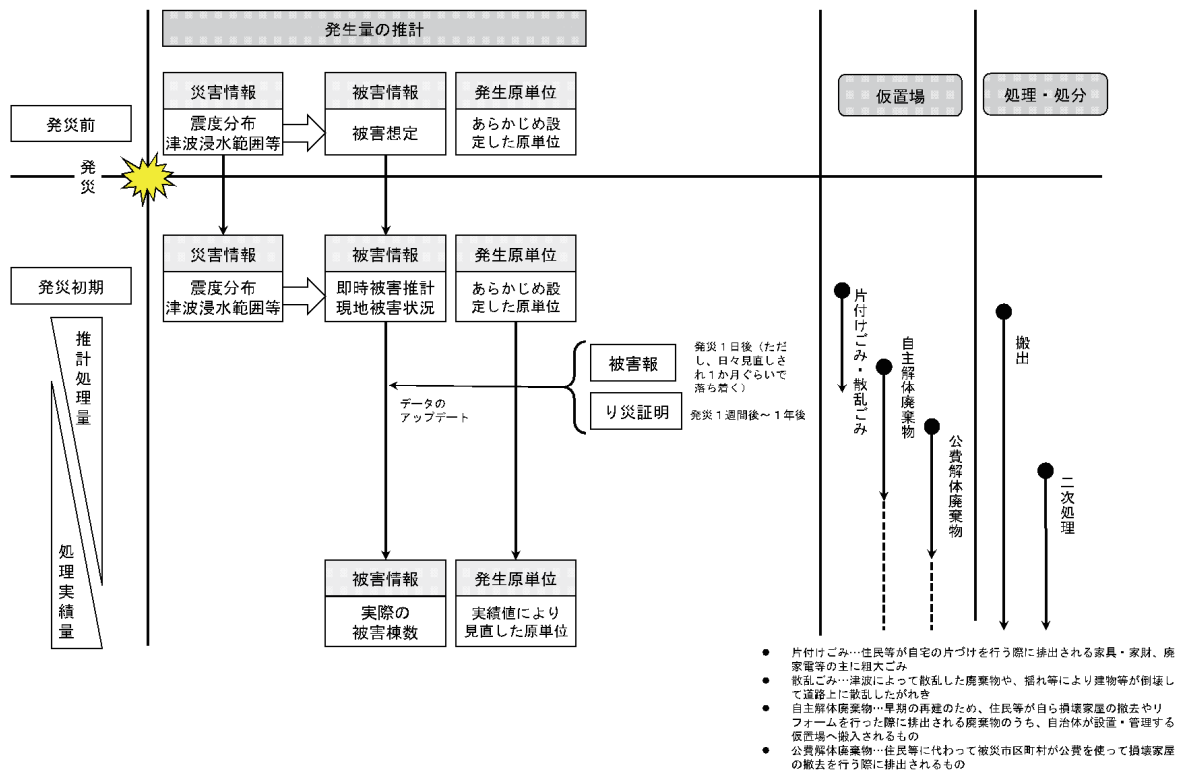 発生量の推計
災害情報
震度分布
津波浸水範囲等
被害情報
被害想定
発生原単位
あらかじめ設
定した原単位
仮置場
処理・処分
発災前
発
災
災害情報
震度分布
津波浸水範囲等
被害情報
即時被害推計
現地被害状況
発生原単位
あらかじめ設
定した原単位
発災初期
推計処理量
処理実績量
データの
アップデート
被害報
発災1日後(ただ
し、日々見直しさ
れ1か月ぐらいで
落ち着く)
り災証明
発災1週間後~1年後
被害情報
実際の
被害棟数
発生原単位
実績値により
見直した原単位
片付けごみ・散乱ごみ
自主解体廃棄物
公費解体廃棄物
搬出
二次処理
● 片付けごみ…住民等が自宅の片づけを行う際に排出される家具・家財、廃
家電等の主に粗大ごみ
● 散乱ごみ…津波によって散乱した廃棄物や、揺れ等により建物等が倒壊し
て道路上に散乱したがれき
● 自主解体廃棄物…早期の再建のため、住民等が自ら損壊家屋の撤去やリ
フォームを行った際に排出される廃棄物のうち、自治体が設置・管理する
仮置場へ搬入されるもの
● 公費解体廃棄物…住民等に代わって被災市区町村が公費を使って損壊家屋
の撤去を行う際に排出されるもの